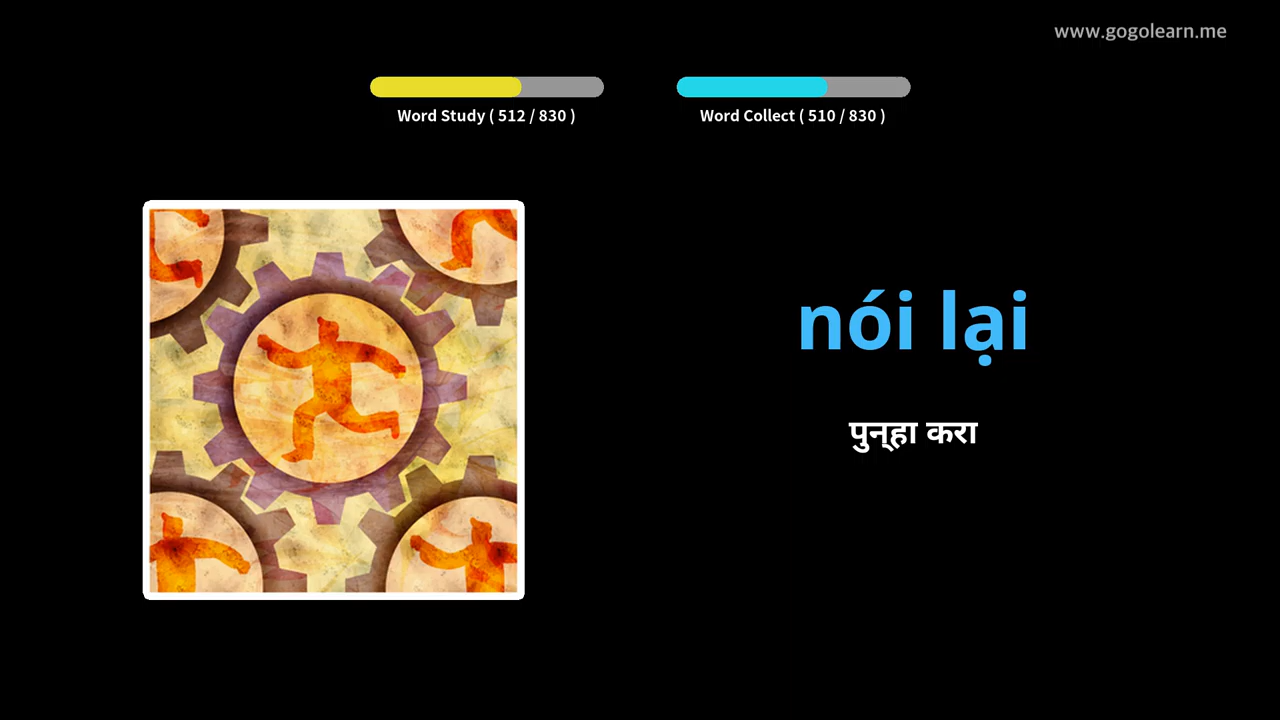 www.gogolearn.me
Word Study ( 512 / 830 )
Word Collect ( 510 / 830 )
nói lại
पुन्हा करा